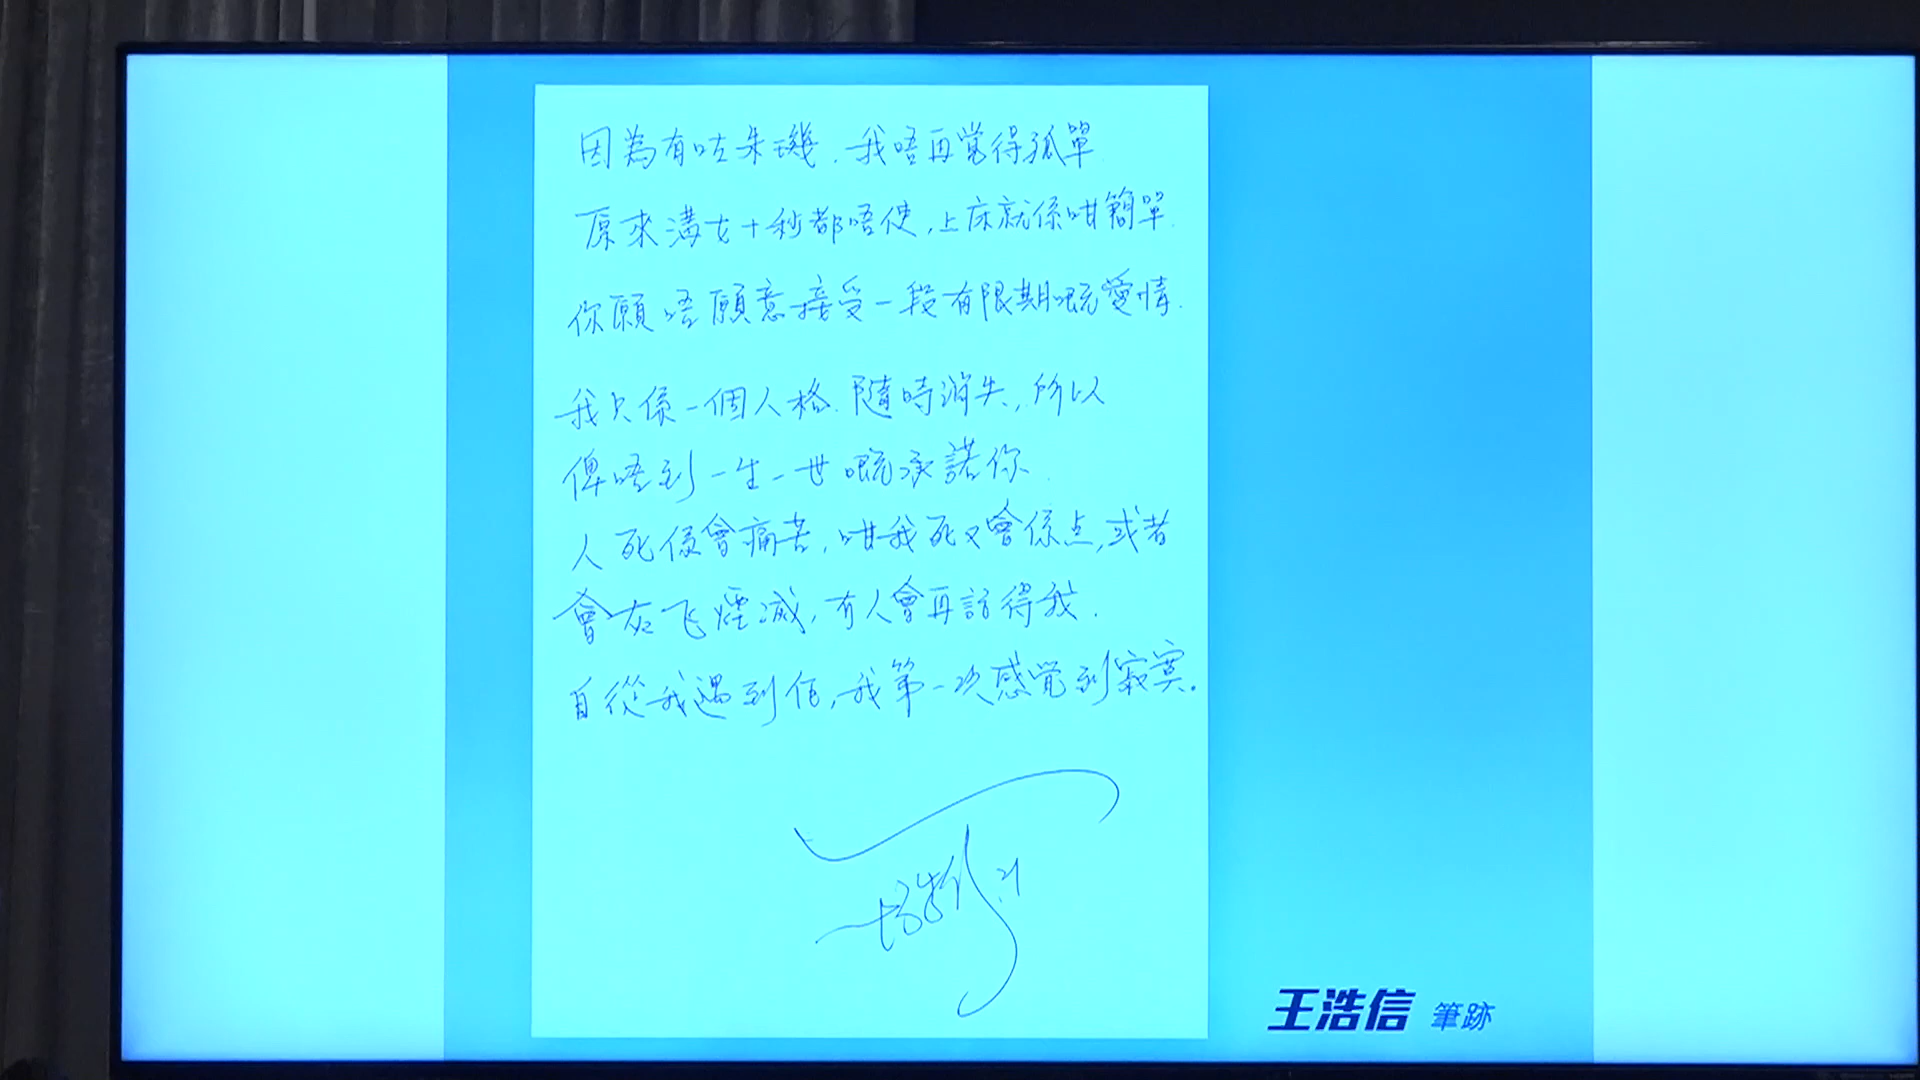 因為有咗朱璣.我唔再覺得孤單
原來溝女十秒都唔使,上床就係咁簡單.
你願唔願意接受一段有限期嘅愛情.
我只係一個人格.隨時消失,所以
俾唔到一生一世嘅承諾你.
人死係會痛苦,咁我死又會係点,或者
會灰飞煙滅,冇人會再記得我.
自從我遇到佢,我第一次感覺到寂寞.
王浩信 筆跡